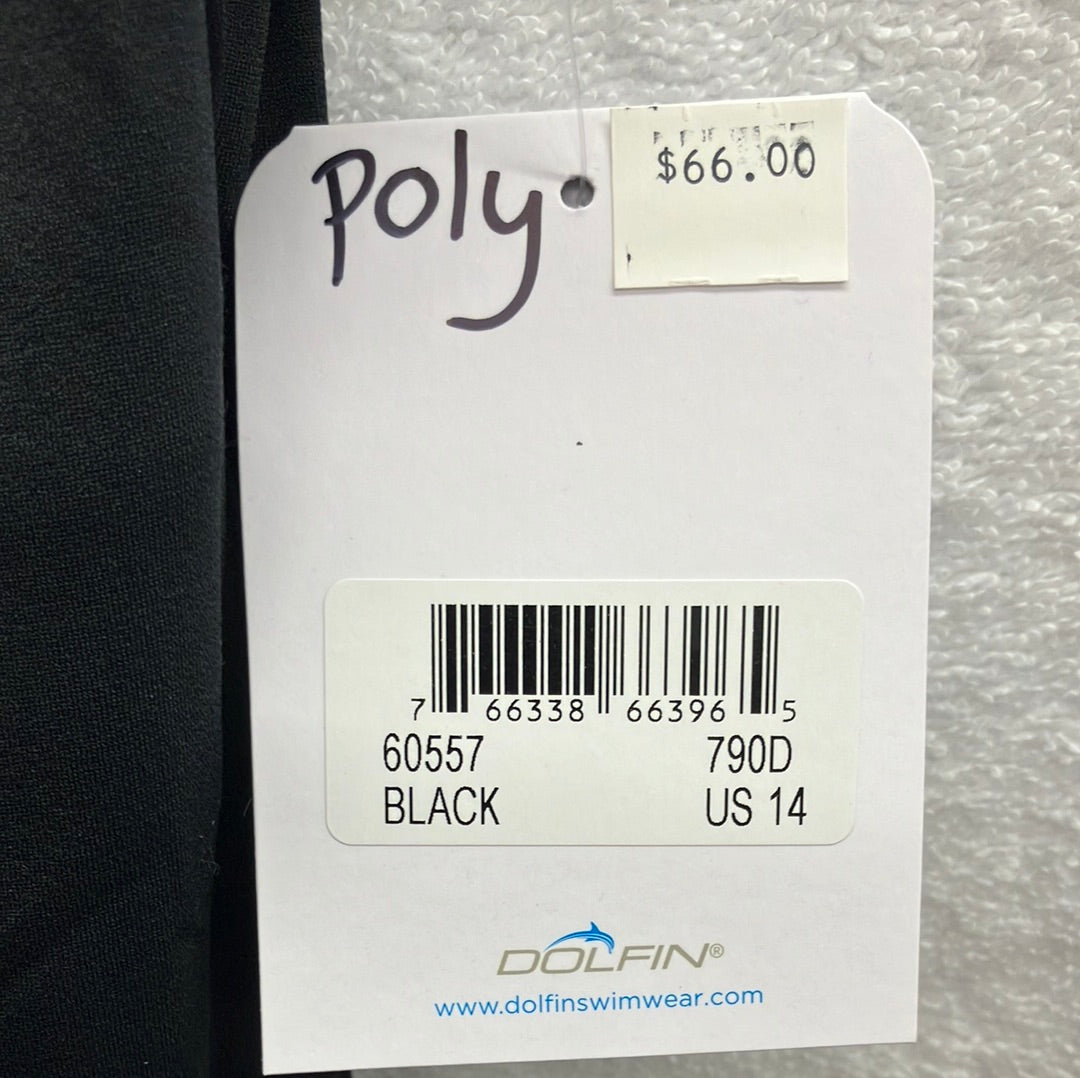 Poly
$66.00
7 66338 66396 5
60557 790D
BLACK US 14
DOLFIN®
www.dolfinswimwear.com